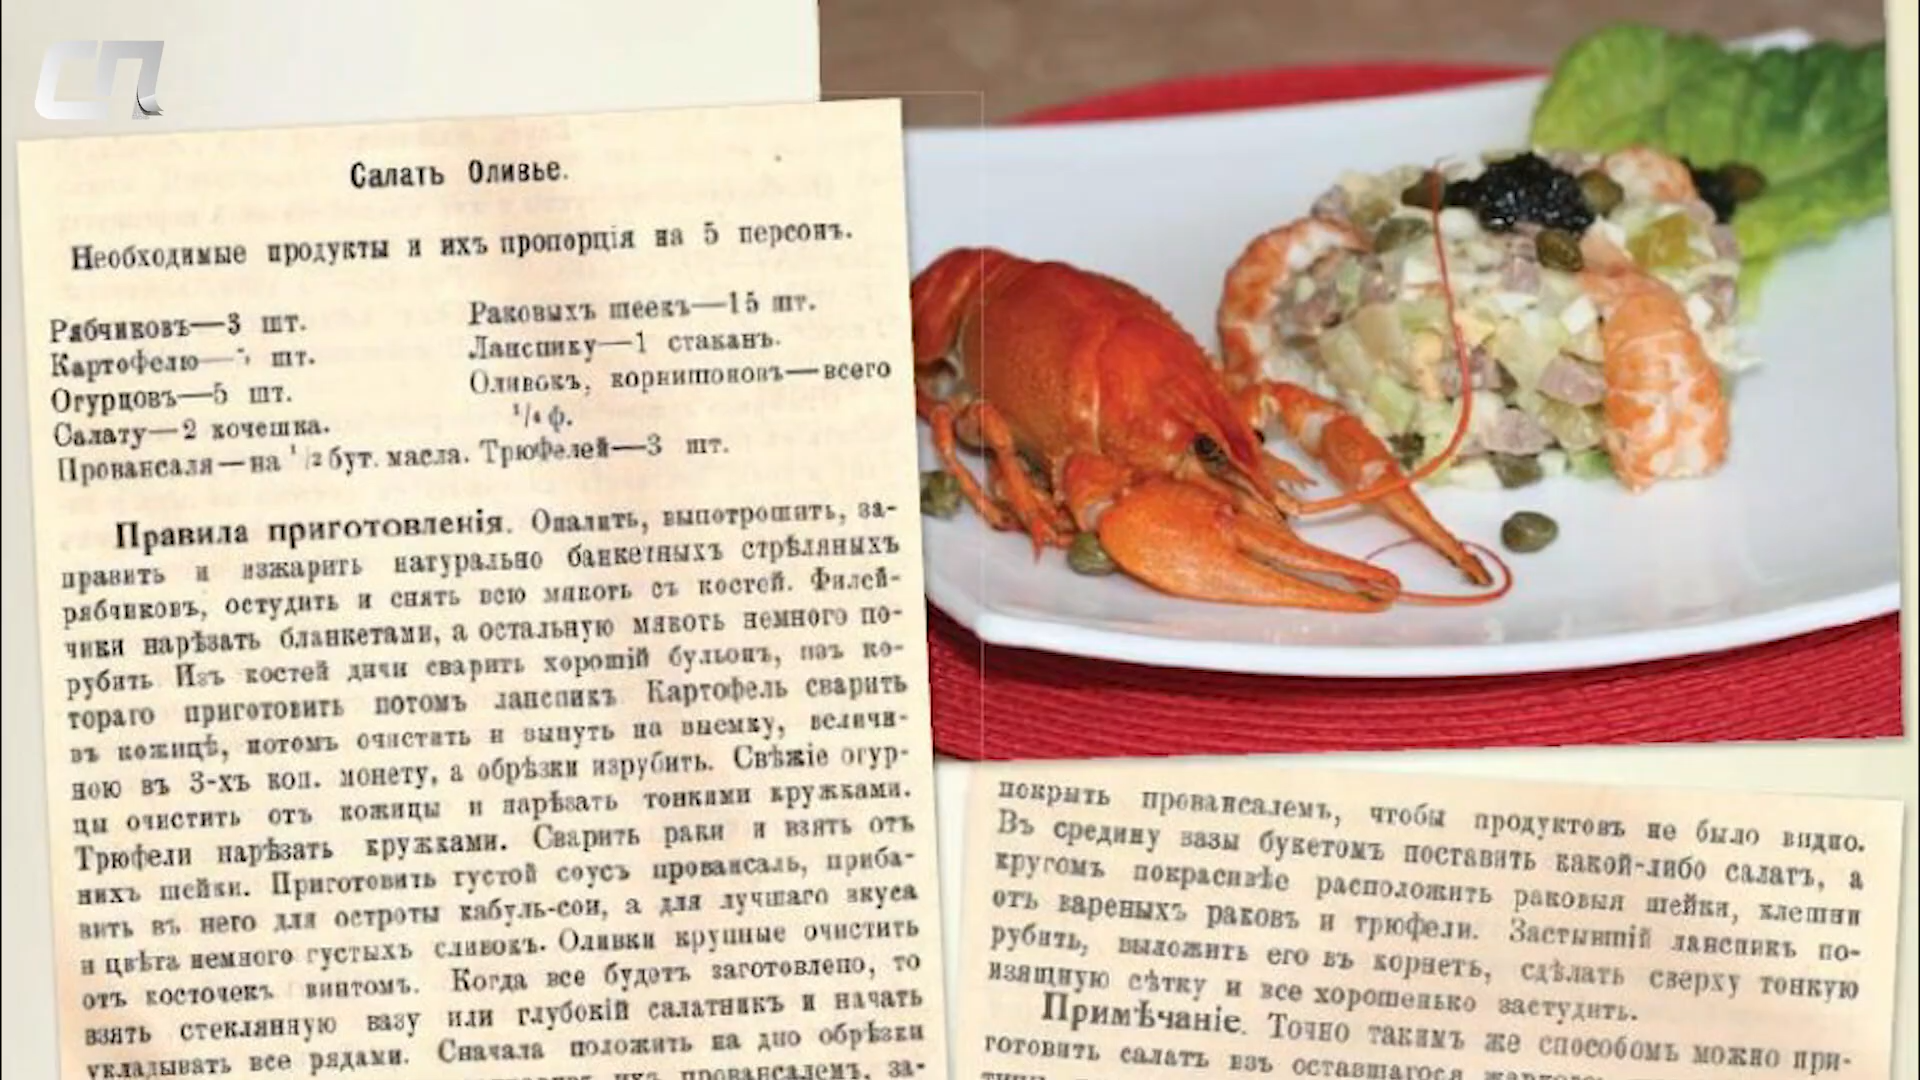 СП
Салатъ Оливье.
Необходимые продукты и ихъ пропорція на 5 персонъ.
Рябчиковъ—3 шт.
Картофелю— шт.
Огурцовъ—5 шт.
Салату—2 кочешка.
Провансаля—на 1/2 бут. масла.
Раковыхъ шеекъ—15 шт.
Ланспику—1 стаканъ.
Оливокъ, корнишоновъ—всего
1/4 ф.
Трюфелей—3 шт.
Правила приготовленія. Опалить, выпотрошить, за-
править и изжарить натурально банкетныхъ стрѣляныхъ
рябчиковъ, остудить и снять всю мякоть съ костей. Филей-
чики нарѣзать бланкетами, а остальную мякоть немного по-
рубить Изъ костей дичи сварить хорошій бульонъ, изъ ко-
тораго приготовить потомъ ланспикъ Картофель сварить
въ кожицѣ, потомъ очистить и вынуть на выемку, величи-
ною въ 3-хъ коп. монету, а обрѣзки изрубить. Свѣжіе огур-
цы очистить отъ кожицы и нарѣзать тонкими кружками.
Трюфели нарѣзать кружками. Сварить раки и взять отъ
нихъ шейки. Приготовить густой соусъ провансаль, приба-
вить въ него для остроты кабуль-сои, а для лучшаго вкуса
и цвѣта немного густыхъ сливокъ. Оливки крупные очистить
отъ косточекъ винтомъ. Когда все будетъ заготовлено, то
взять стеклянную вазу или глубокій салатникъ и начать
укладывать все рядами. Сначала положить на дно обрѣзки
ихъ провансалемъ, за-
покрыть провансалемъ, чтобы продуктовъ не было видно.
Въ средину вазы букетомъ поставить какой-либо салатъ, а
кругомъ покрасивѣе расположить раковыя шейки, клешни
отъ вареныхъ раковъ и трюфели. Застывшій ланспикъ по-
рубить, выложить его въ корнетъ, сдѣлать сверху тонкую
изящную сѣтку и все хорошенько застудить.
Примѣчаніе. Точно такимъ же способомъ можно при-
готовить салатъ изъ оставшагося